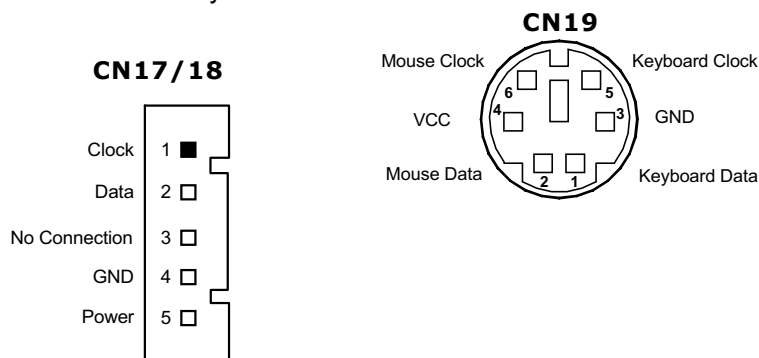 CN17/18
Clock 1
Data 2
No Connection 3
GND 4
Power 5
CN19
Mouse Clock 6 5 Keyboard Clock
VCC 4 3 GND
Mouse Data 2 1 Keyboard Data